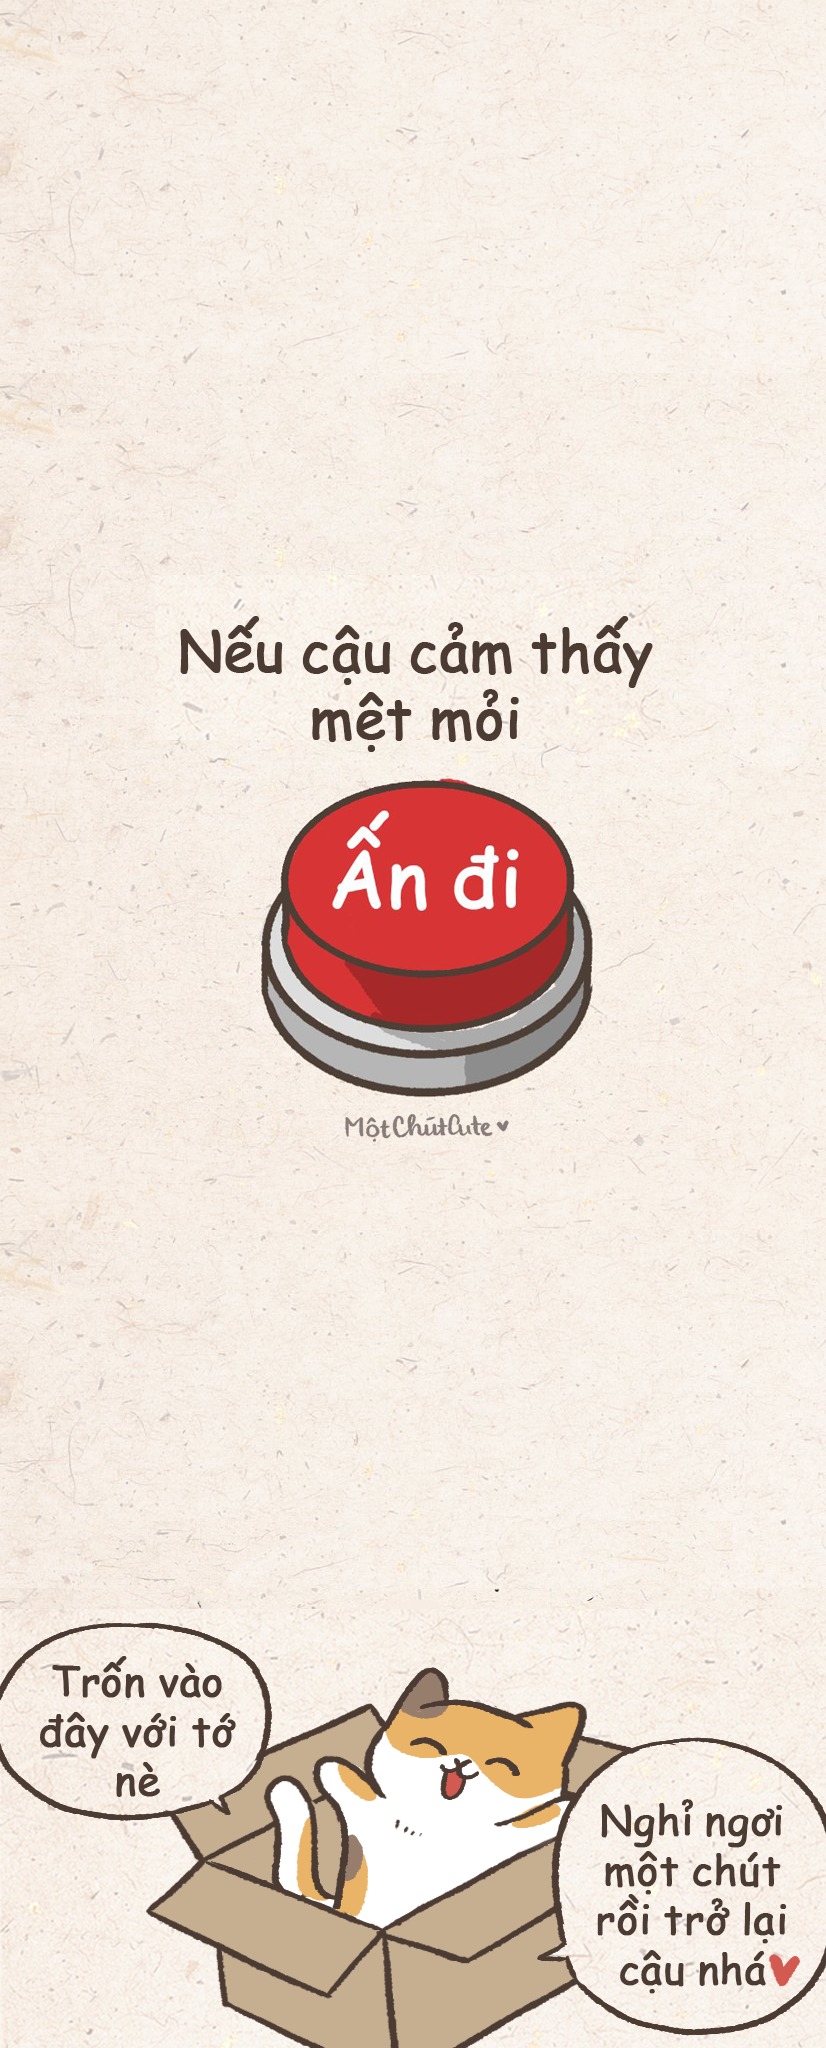 Nếu cậu cảm thấy
mệt mỏi
Ấn đi
MộtChútCute
Trốn vào
đây với tớ
nè
Nghỉ ngơi
một chút
rồi trở lại
cậu nhá